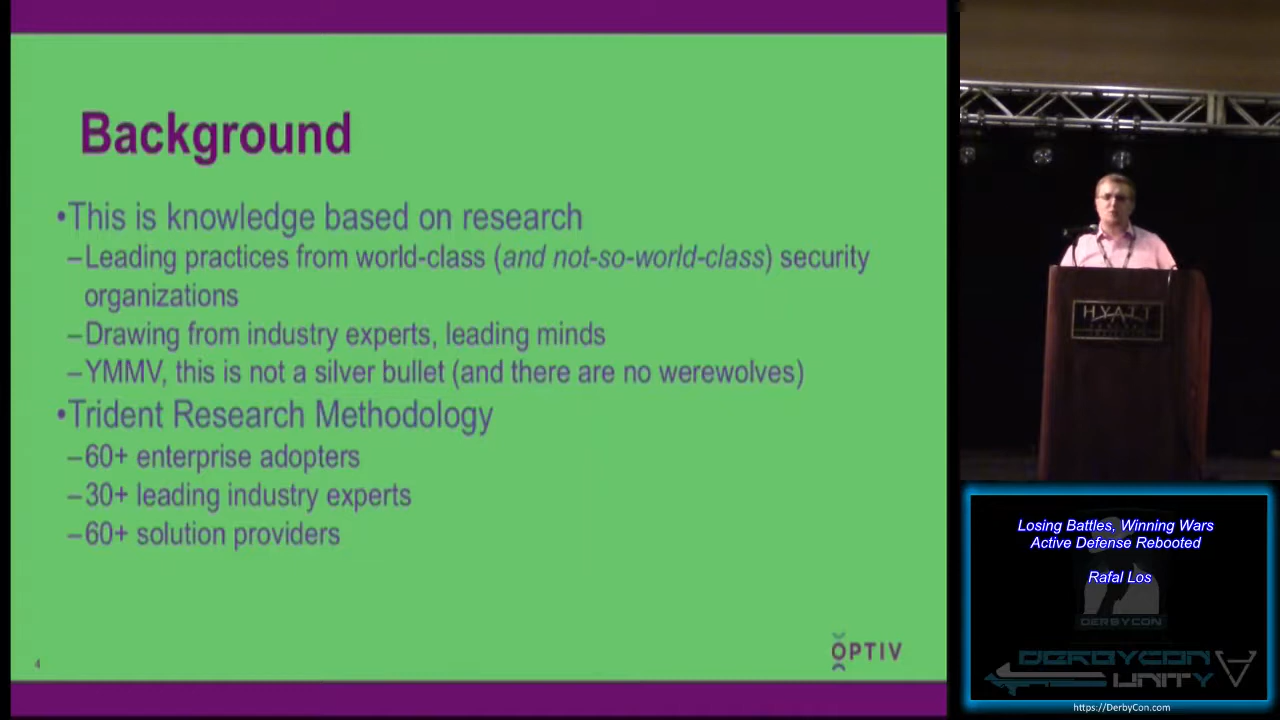 Background
•This is knowledge based on research
–Leading practices from world-class (and not-so-world-class) security
organizations
–Drawing from industry experts, leading minds
–YMMV, this is not a silver bullet (and there are no werewolves)
•Trident Research Methodology
–60+ enterprise adopters
–30+ leading industry experts
–60+ solution providers
4
OPTIV
HYATT
Losing Battles, Winning Wars
Active Defense Rebooted
Rafal Los
DERBYCON
DERBYCON
UNITY
https://DerbyCon.com